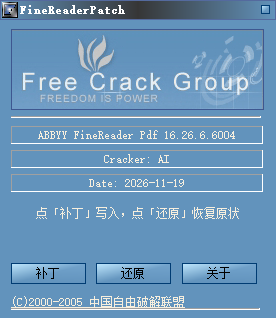 FineReaderPatch
Free Crack Group
FREEDOM IS POWER
ABBYY FineReader Pdf 16.26.6.6004
Cracker: AI
Date: 2026-11-19
点「补丁」写入，点「还原」恢复原状
补丁 还原 关于
(C)2000-2005 中国自由破解联盟